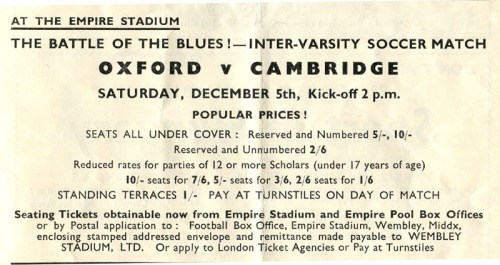 AT THE EMPIRE STADIUM
THE BATTLE OF THE BLUES!—INTER-VARSITY SOCCER MATCH
OXFORD v CAMBRIDGE
SATURDAY, DECEMBER 5th, Kick-off 2 p.m.
POPULAR PRICES!
SEATS ALL UNDER COVER: Reserved and Numbered 5/-, 10/-
Reserved and Unnumbered 2/6
Reduced rates for parties of 12 or more Scholars (under 17 years of age)
10/- seats for 7/6, 5/- seats for 3/6, 2/6 seats for 1/6
STANDING TERRACES 1/- PAY AT TURNSTILES ON DAY OF MATCH
Seating Tickets obtainable now from Empire Stadium and Empire Pool Box Offices
or by Postal application to: Football Box Office, Empire Stadium, Wembley, Middx,
enclosing stamped addressed envelope and remittance made payable to WEMBLEY
STADIUM, LTD. Or apply to London Ticket Agencies or Pay at Turnstiles